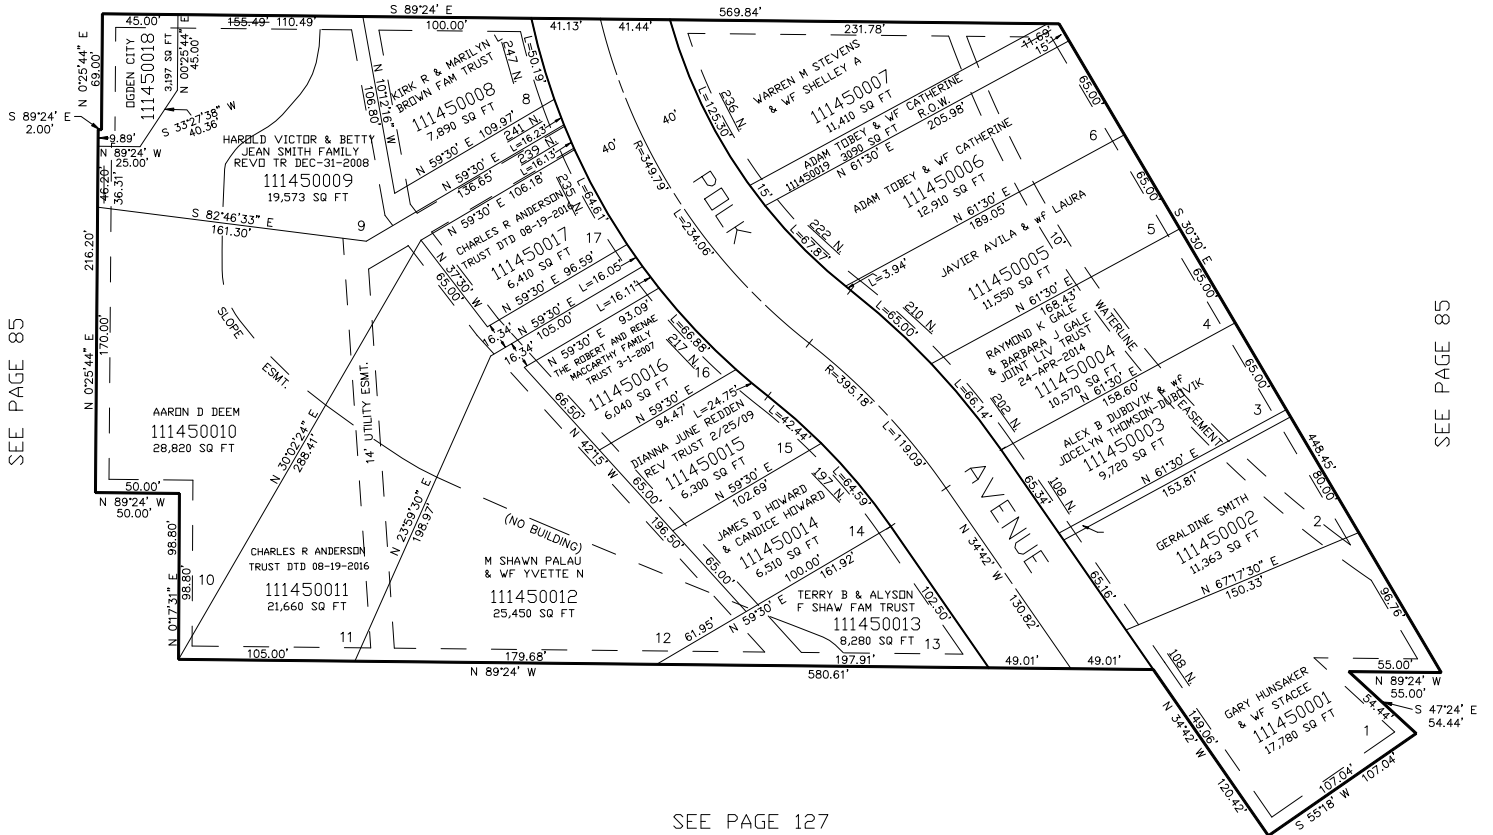 S 89°24' E
569.84'
45.00'
155.49'
110.49'
100.00'
41.13'
41.44'
231.78'
11.69'
15'
N 0°25'44" E
69.00'
OGDEN CITY
111450018
3,197 SQ FT
N 00°25'44" E
45.00'
S 89°24' E
2.00'
9.89'
N 89°24' W
25.00'
S 33°27'38" W
40.36'
46.20'
36.31'
HAROLD VICTOR & BETTY
JEAN SMITH FAMILY
REVO TR DEC-31-2008
111450009
19,573 SQ FT
9
S 82°46'33" E
161.30'
N 10°12'16" W
106.80'
KIRK R & MARILYN L
BROWN FAM TRUST
111450008
7,890 SQ FT
8
247 N.
L=50.19'
N 59°30' E 109.97'
241 N.
L=16.23'
N 59°30' E
136.65'
239 N.
L=16.13'
N 59°30' E 106.18'
235 N.
L=64.61'
CHARLES R ANDERSON
TRUST DTD 08-19-2016
111450017
6,410 SQ FT
17
N 37°30' W
65.00'
N 59°30' E 96.59'
L=16.05'
N 59°30' E
105.00'
L=16.11'
16.34'
16.34'
N 59°30' E 93.09'
THE ROBERT AND RENAE
MACCARTHY FAMILY
TRUST 3-1-2007
111450016
6,040 SQ FT
16
L=66.88'
217 N.
66.50'
N 59°30' E
94.47'
L=24.75'
L=42.44'
DIANNA JUNE REDDEN
REV TRUST 2/25/09
111450015
6,300 SQ FT
15
N 42°15' W
65.00'
196.50'
N 59°30' E
102.69'
197 N.
L=64.59'
JAMES D HOWARD
& CANDICE HOWARD
111450014
6,510 SQ FT
14
65.00'
100.00'
161.92'
N 59°30' E
61.95'
TERRY B & ALYSON
F SHAW FAM TRUST
111450013
8,280 SQ FT
13
102.50'
197.91'
216.20'
170.00'
N 0°25'44" E
SLOPE
ESMT.
14' UTILITY ESMT.
(NO BUILDING)
AARON D DEEM
111450010
28,820 SQ FT
10
50.00'
N 89°24' W
50.00'
N 0°17'31" E 98.80'
98.80'
N 30°02'24" E
288.41'
CHARLES R ANDERSON
TRUST DTD 08-19-2016
111450011
21,660 SQ FT
11
105.00'
N 23°59'30" E
198.97'
M SHAWN PALAU
& WF YVETTE N
111450012
25,450 SQ FT
12
179.68'
N 89°24' W
580.61'
49.01'
49.01'
POLK
AVENUE
40'
40'
R=349.79'
L=234.06'
R=395.18'
L=119.09'
N 34°42' W
130.82'
WARREN M STEVENS
& WF SHELLEY A
111450007
11,410 SQ FT
236 N.
L=125.30'
ADAM TOBEY & WF CATHERINE
111450019 3090 SQ FT R.O.W.
N 61°30' E 205.98'
15'
65.00'
ADAM TOBEY & WF CATHERINE
111450006
12,910 SQ FT
6
222 N.
L=67.87'
N 61°30' E
189.05'
65.00'
S 30°30' E
448.45'
JAVIER AVILA & wf LAURA
111450005
11,550 SQ FT
10'
5
L=3.94'
L=65.00'
210 N.
N 61°30' E
168.43'
65.00'
RAYMOND K GALE
& BARBARA J GALE
JOINT LIV TRUST
24-APR-2014
111450004
10,570 SQ FT
4
WATERLINE
EASEMENT
L=66.14'
202 N.
N 61°30' E
158.60'
65.00'
ALEX B DUBOVIK & wf
JOCELYN THOMSON-DUBOVIK
111450003
9,720 SQ FT
3
65.34'
108 N.
N 61°30' E
153.81'
80.00'
GERALDINE SMITH
111450002
11,363 SQ FT
2
65.16'
N 67°17'30" E
150.33'
96.76'
GARY HUNSAKER
& WF STACEE
111450001
17,780 SQ FT
1
108 N.
149.06'
N 34°42' W
120.42'
55.00'
N 89°24' W
55.00'
54.44'
S 47°24' E
54.44'
107.04'
S 55°18' W 107.04'
SEE PAGE 85
SEE PAGE 85
SEE PAGE 127